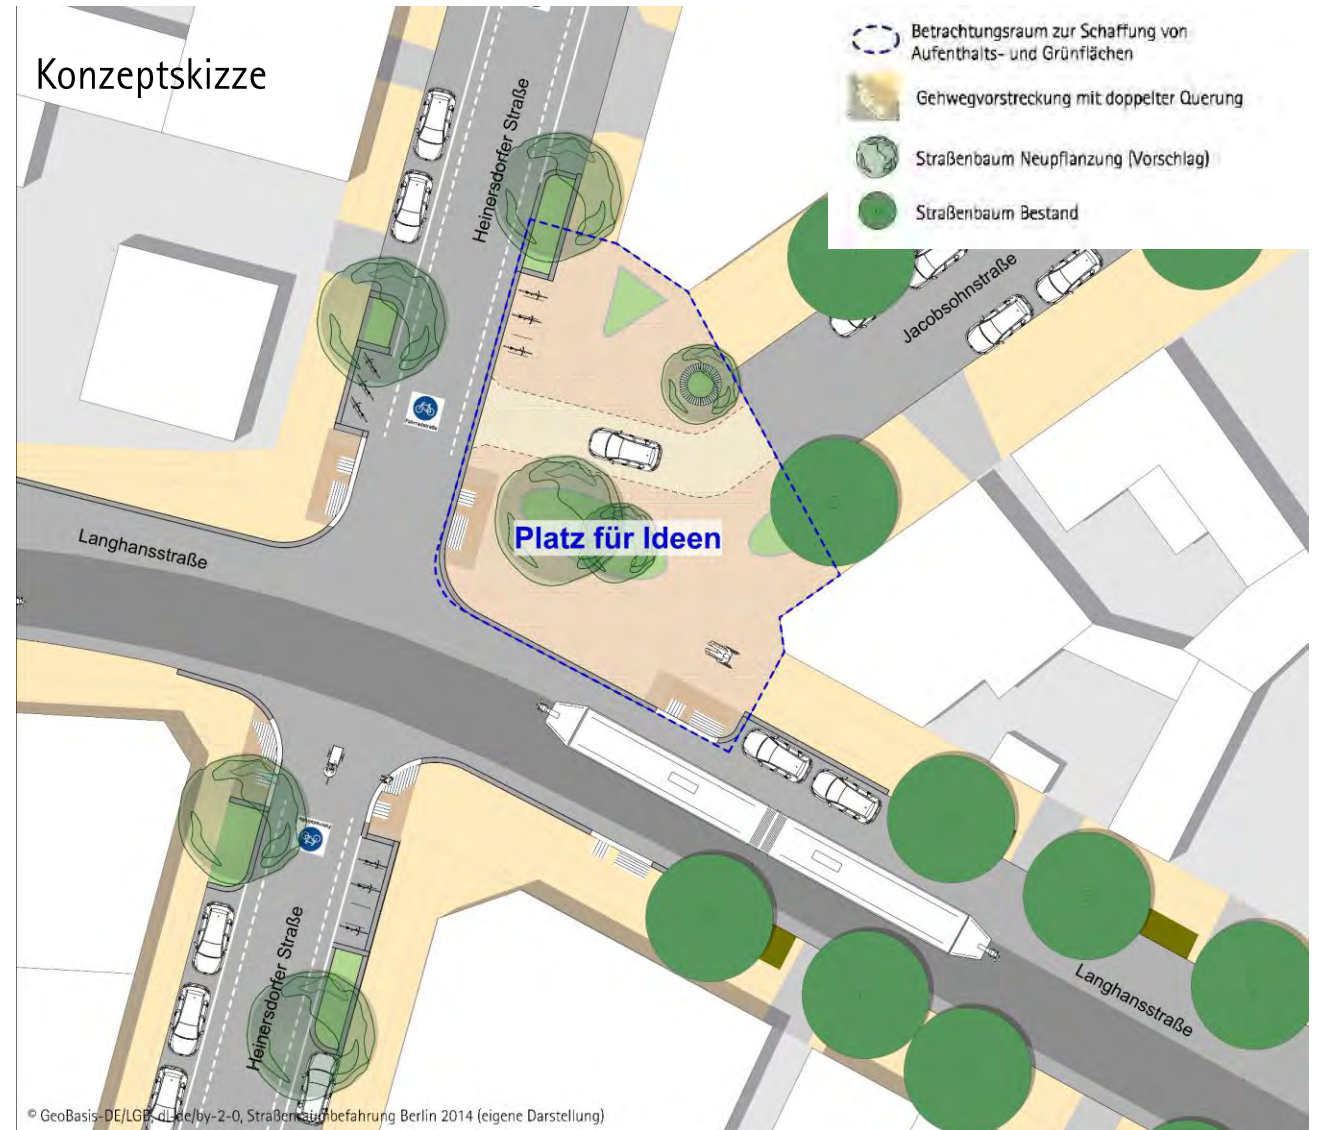 Konzeptskizze
Betrachtungsraum zur Schaffung von
Aufenthalts- und Grünflächen
Gehwegvorstreckung mit doppelter Querung
Straßenbaum Neupflanzung (Vorschlag)
Straßenbaum Bestand
Heinersdorfer Straße
Jacobsohnstraße
Fahrradstraße
Langhansstraße
Platz für Ideen
Fahrradstraße
Heinersdorfer Straße
Langhansstraße
© GeoBasis-DE/LGB, dl-de/by-2-0, Straßenraumbefahrung Berlin 2014 (eigene Darstellung)